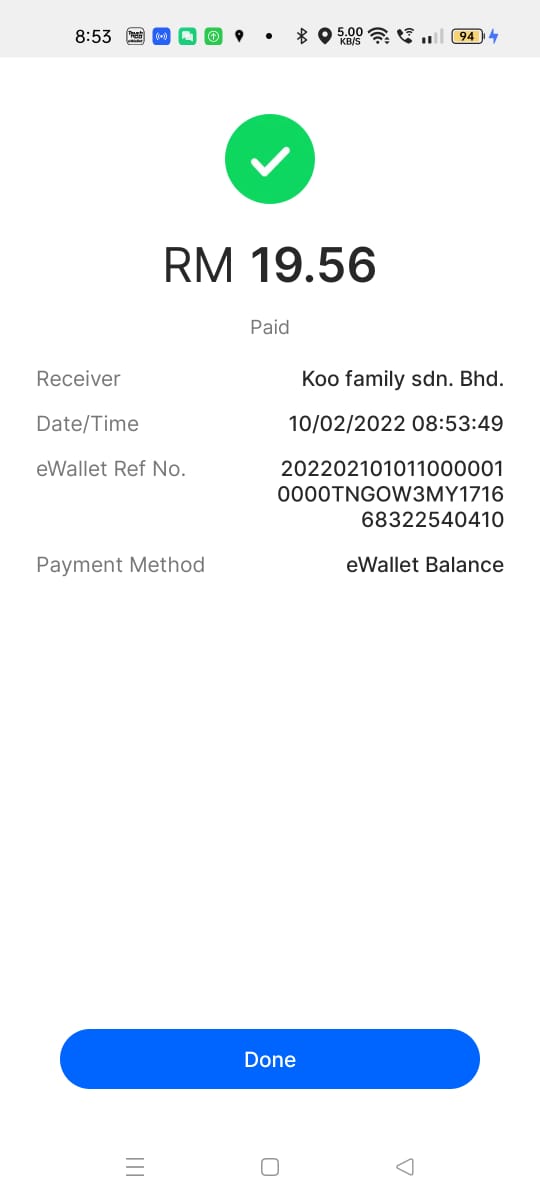 8:53
5.00
KB/S
94
RM 19.56
Paid
Receiver Koo family sdn. Bhd.
Date/Time 10/02/2022 08:53:49
eWallet Ref No. 202202101011000001
0000TNGOW3MY1716
68322540410
Payment Method eWallet Balance
Done